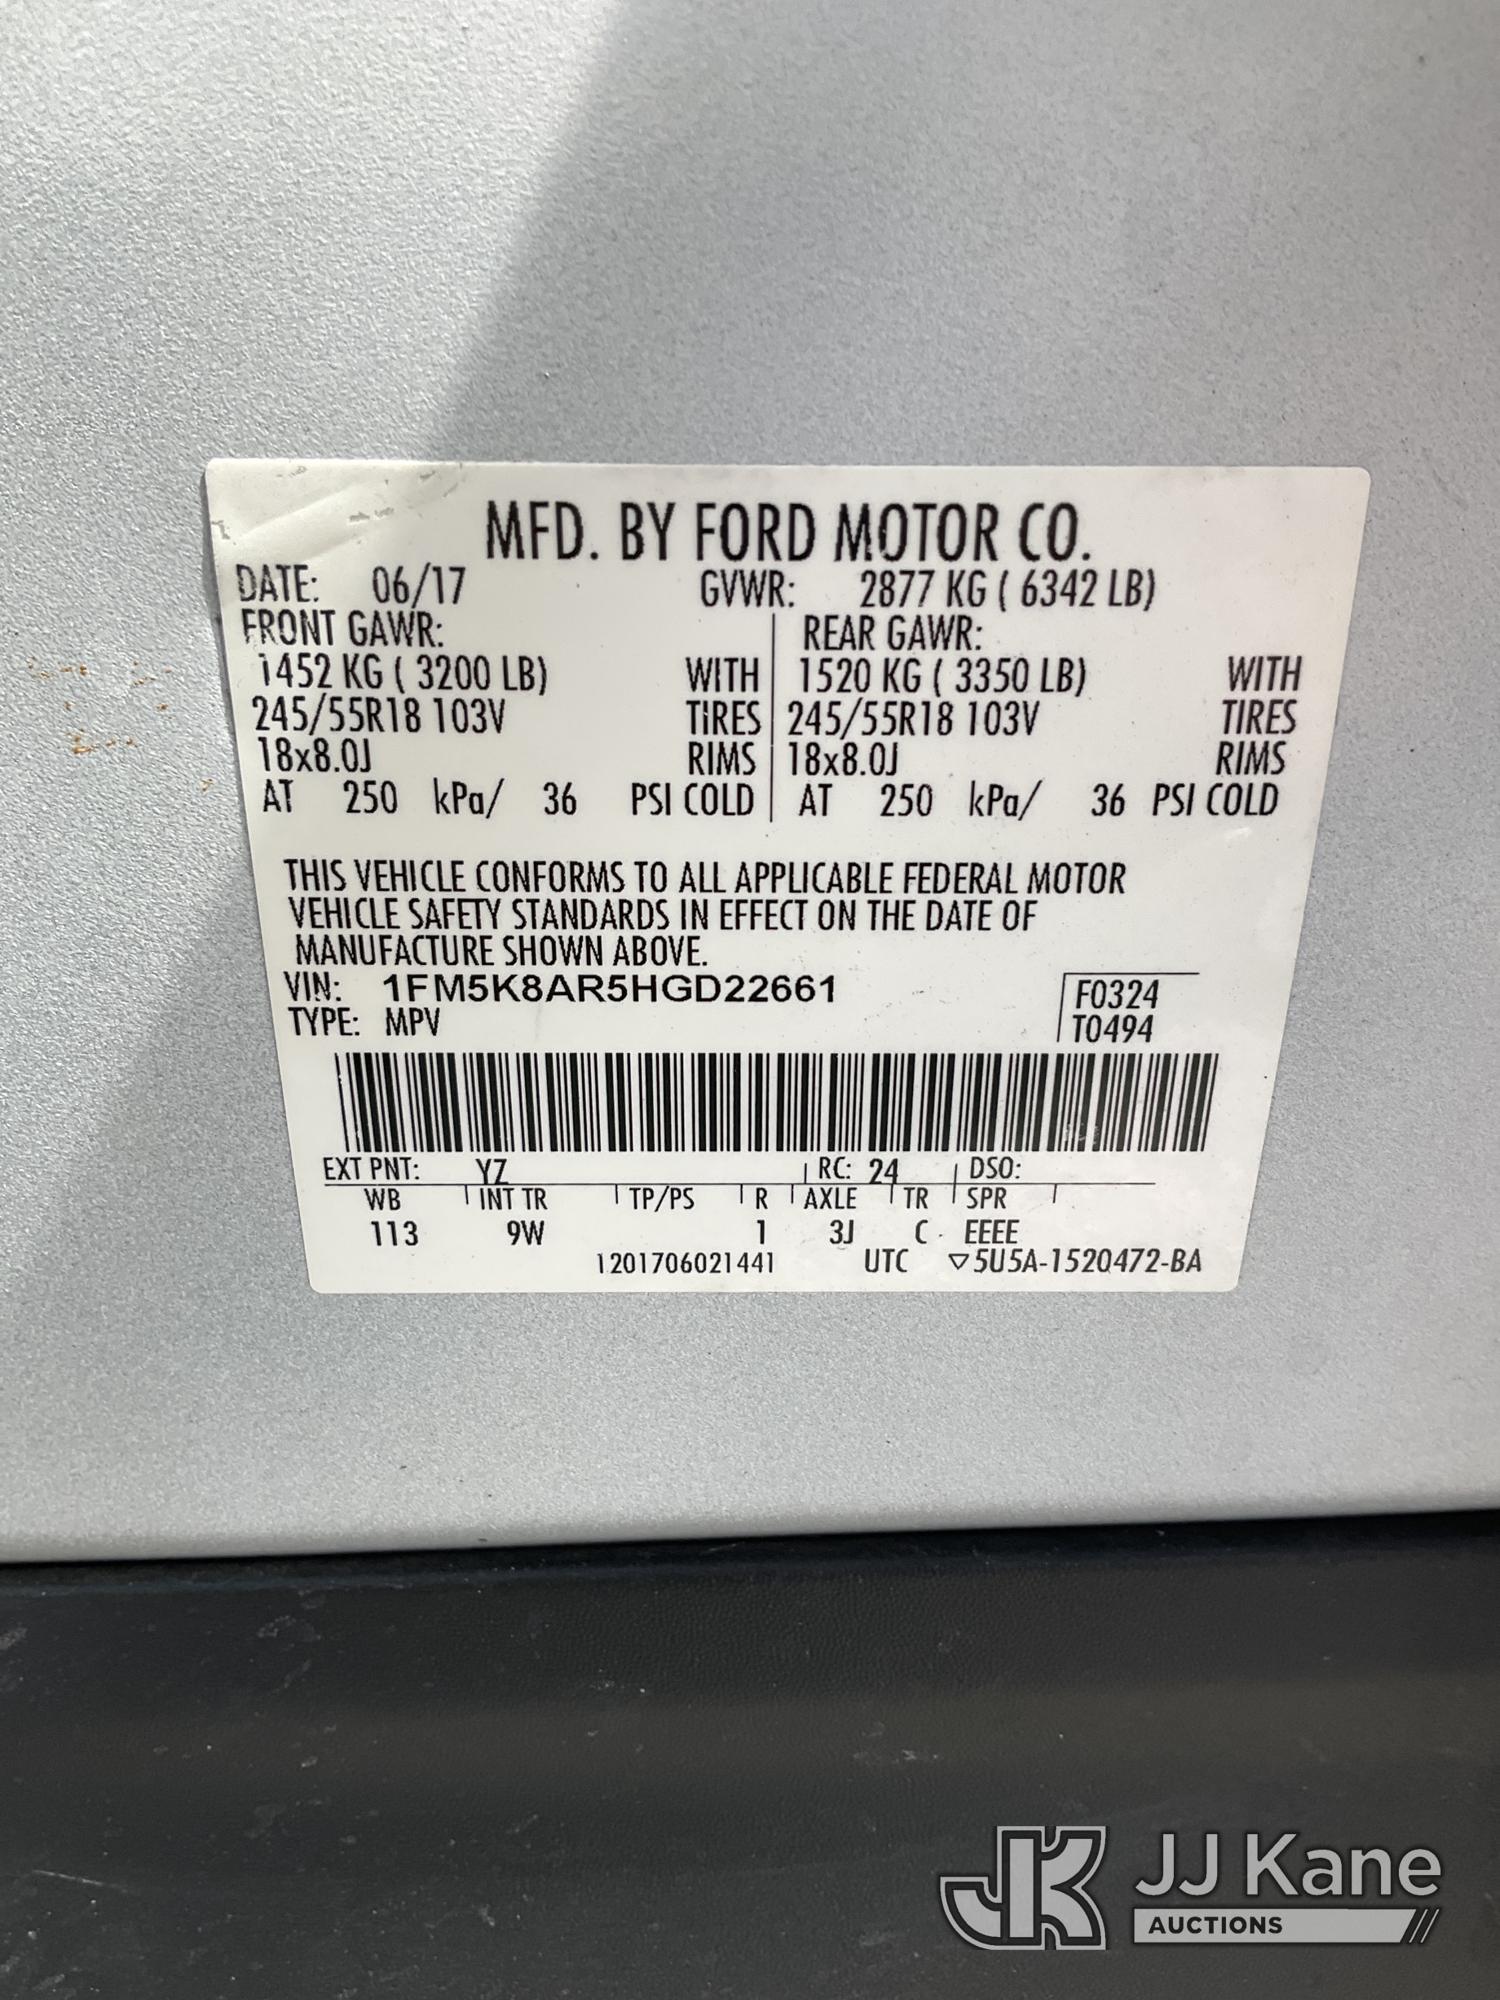 MFD. BY FORD MOTOR CO.
DATE: 06/17 GVWR: 2877 KG ( 6342 LB)
FRONT GAWR: REAR GAWR:
1452 KG ( 3200 LB) WITH 1520 KG ( 3350 LB) WITH
245/55R18 103V TIRES 245/55R18 103V TIRES
18x8.0J RIMS 18x8.0J RIMS
AT 250 kPa/ 36 PSI COLD AT 250 kPa/ 36 PSI COLD
THIS VEHICLE CONFORMS TO ALL APPLICABLE FEDERAL MOTOR
VEHICLE SAFETY STANDARDS IN EFFECT ON THE DATE OF
MANUFACTURE SHOWN ABOVE.
VIN: 1FM5K8AR5HGD22661 F0324
TYPE: MPV T0494
EXT PNT: YZ RC: 24 DSO:
WB INT TR TP/PS R AXLE TR SPR
113 9W 1 3J C EEEE
1201706021441 UTC ▽5U5A-1520472-BA
JK JJ Kane
AUCTIONS